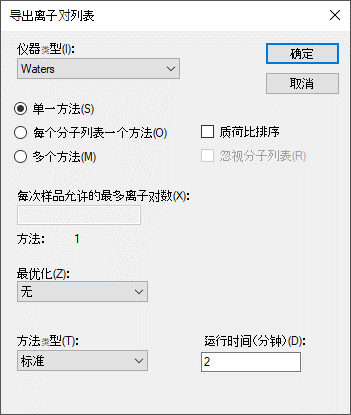 导出离子对列表
仪器类型(I):
确定
Waters
取消
单一方法(S)
每个分子列表一个方法(O)
质荷比排序
多个方法(M)
忽视分子列表(R)
每次样品允许的最多离子对数(X):
方法: 1
最优化(Z):
无
方法类型(T):
运行时间(分钟)(D):
标准
2